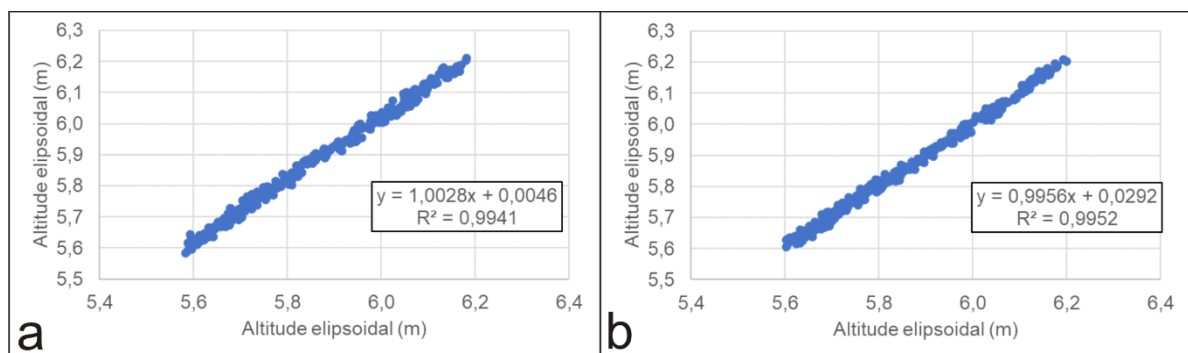 6,3
6,2
6,1
6,0
5,9
5,8
5,7
5,6
5,5
Altitude elipsoidal (m)
y = 1,0028x + 0,0046
R² = 0,9941
5,4 5,6 5,8 6,0 6,2 6,4
Altitude elipsoidal (m)
a
6,3
6,2
6,1
6,0
5,9
5,8
5,7
5,6
5,5
Altitude elipsoidal (m)
y = 0,9956x + 0,0292
R² = 0,9952
5,4 5,6 5,8 6,0 6,2 6,4
Altitude elipsoidal (m)
b